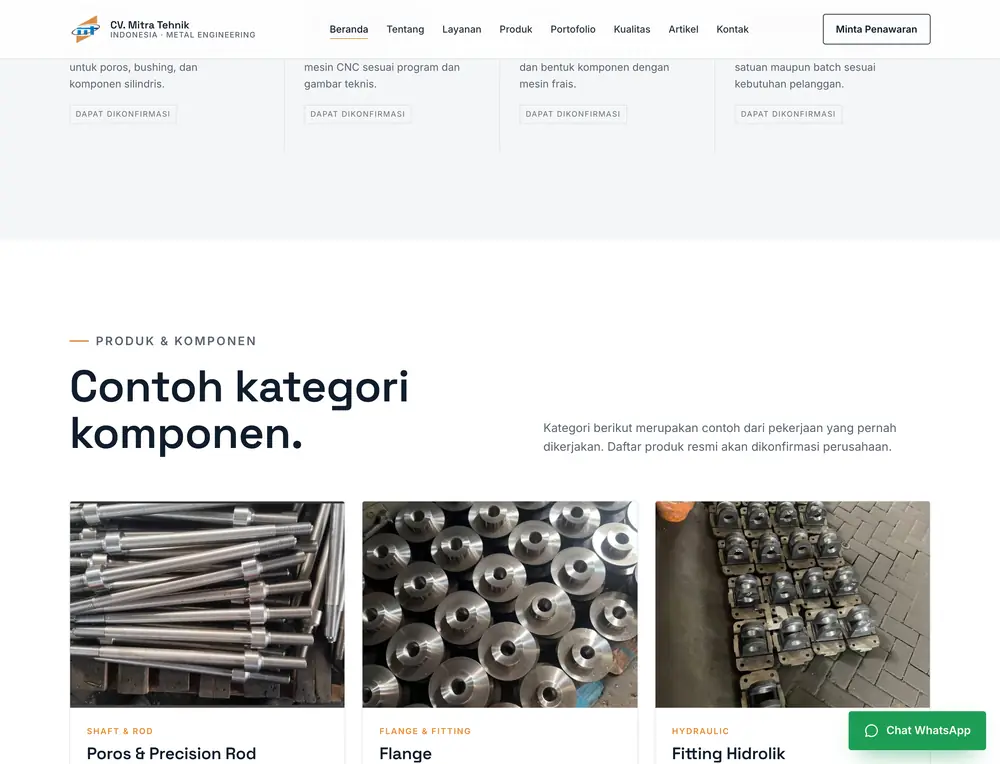 CV. Mitra Tehnik
INDONESIA · METAL ENGINEERING
Beranda Tentang Layanan Produk Portofolio Kualitas Artikel Kontak
Minta Penawaran
untuk poros, bushing, dan
komponen silindris.
DAPAT DIKONFIRMASI
mesin CNC sesuai program dan
gambar teknis.
DAPAT DIKONFIRMASI
dan bentuk komponen dengan
mesin frais.
DAPAT DIKONFIRMASI
satuan maupun batch sesuai
kebutuhan pelanggan.
DAPAT DIKONFIRMASI
PRODUK & KOMPONEN
Contoh kategori
komponen.
Kategori berikut merupakan contoh dari pekerjaan yang pernah
dikerjakan. Daftar produk resmi akan dikonfirmasi perusahaan.
SHAFT & ROD
Poros & Precision Rod
FLANGE & FITTING
Flange
HYDRAULIC
Fitting Hidrolik
Chat WhatsApp